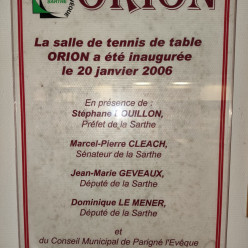 SARTHE
ORION
La salle de tennis de table
ORION a été inaugurée
le 20 janvier 2006
En présence de :
Stéphane BOUILLON,
Préfet de la Sarthe
Marcel-Pierre CLEACH,
Sénateur de la Sarthe
Jean-Marie GEVEAUX,
Député de la Sarthe
Dominique LE MENER,
Député de la Sarthe
et
du Conseil Municipal de Parigné l'Evêque